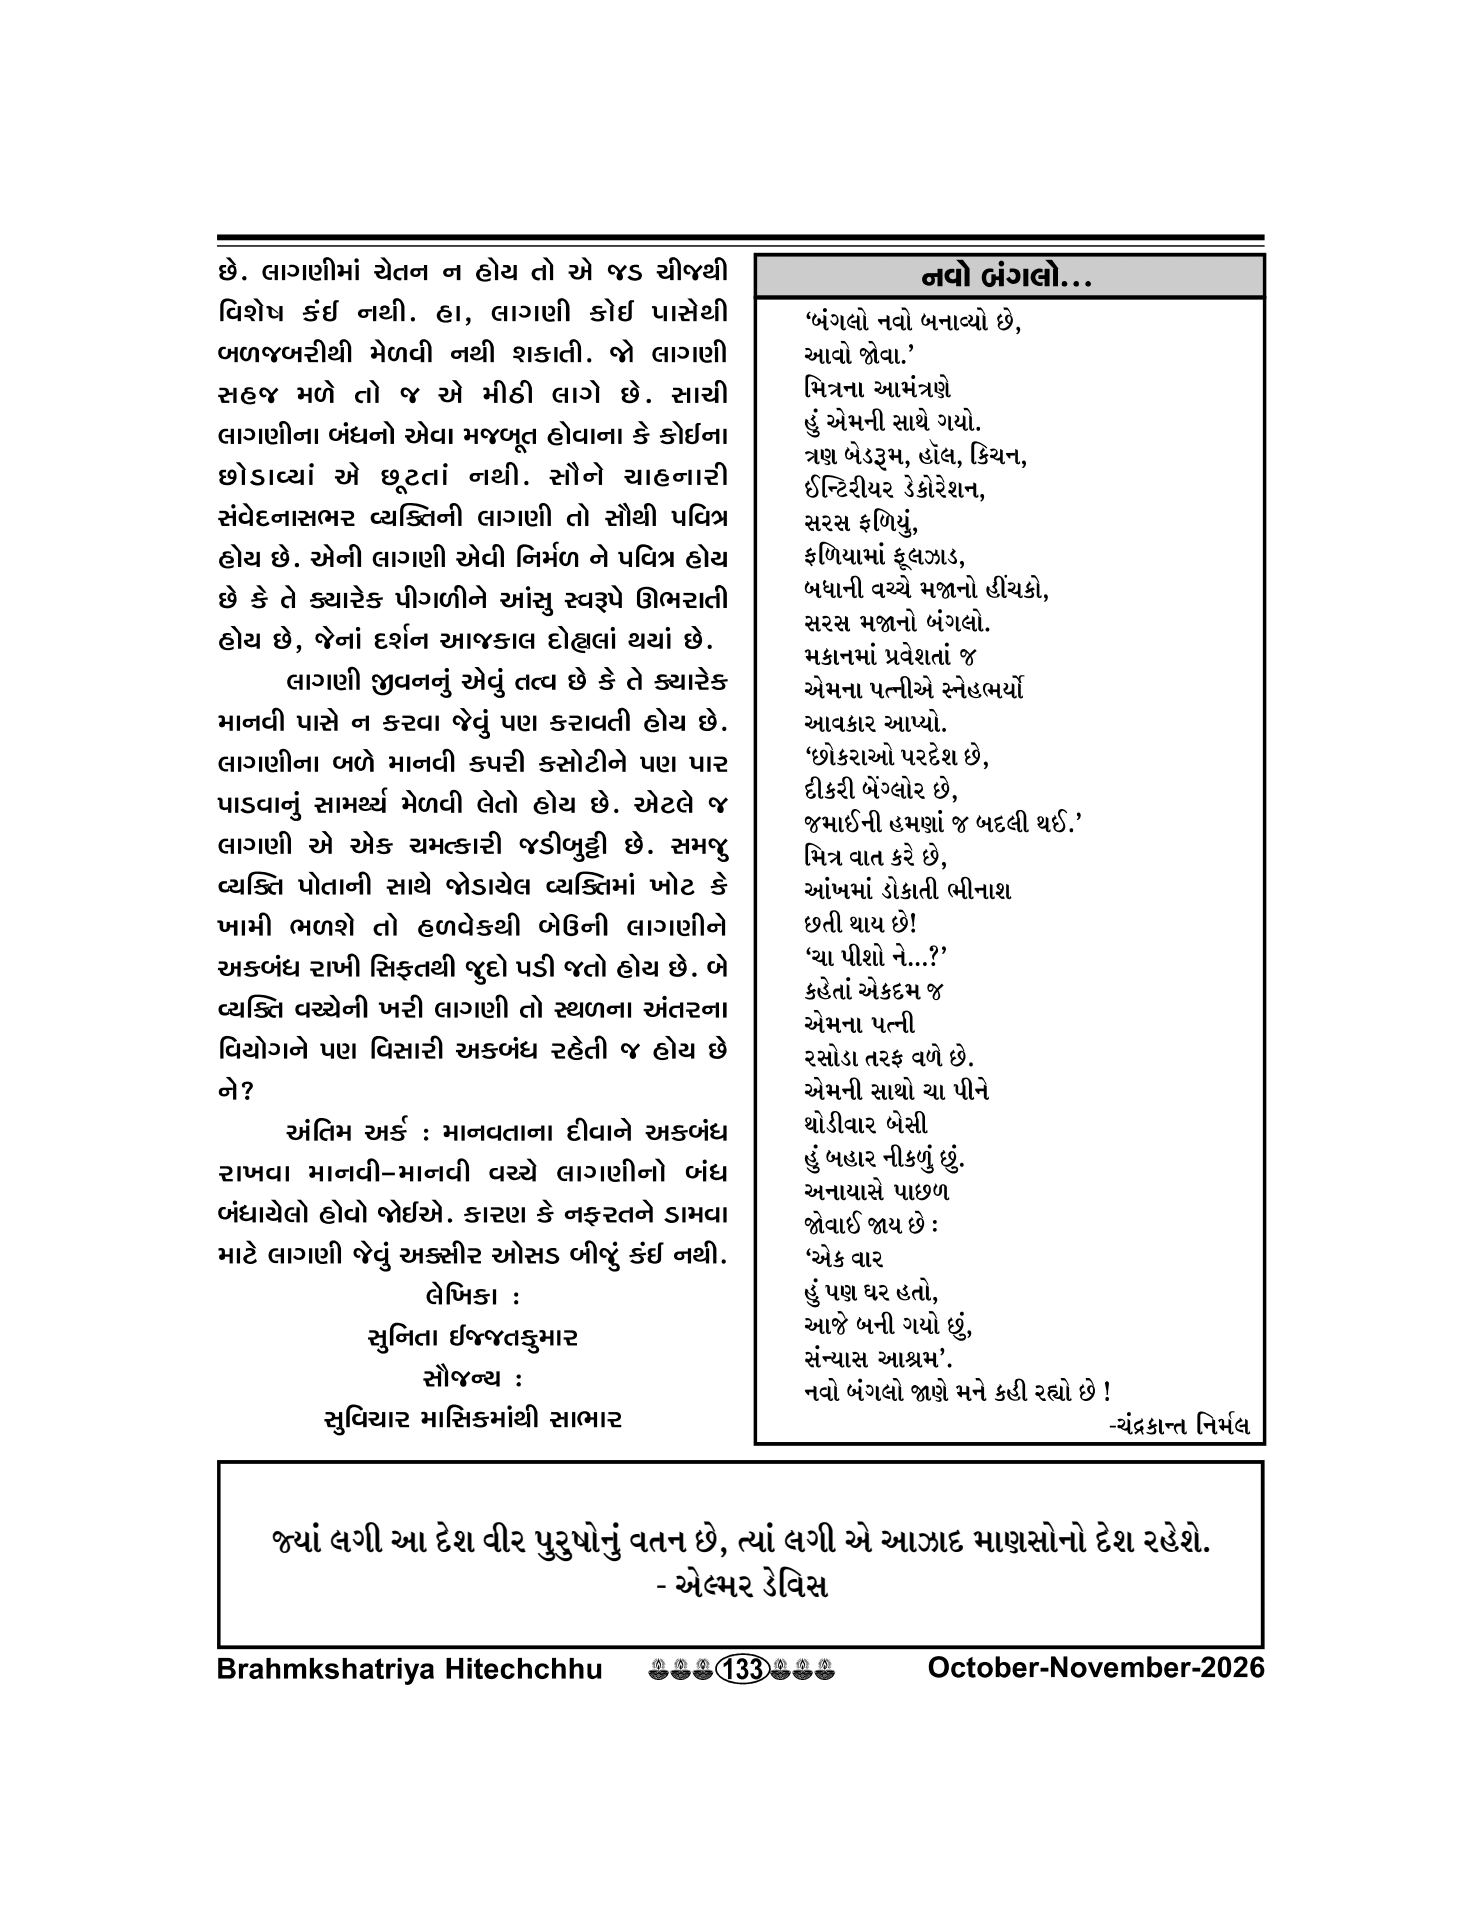 છે. લાગણીમાં ચેતન ન હોય તો એ જડ ચીજથી
વિશેષ કંઈ નથી. હા, લાગણી કોઈ પાસેથી
બળજબરીથી મેળવી નથી શકાતી. જો લાગણી
સહજ મળે તો જ એ મીઠી લાગે છે. સાચી
લાગણીના બંધનો એવા મજબૂત હોવાના કે કોઈના
છોડાવ્યાં એ છૂટતાં નથી. સૌને ચાહનારી
સંવેદનાસભર વ્યક્તિની લાગણી તો સૌથી પવિત્ર
હોય છે. એની લાગણી એવી નિર્મળ ને પવિત્ર હોય
છે કે તે ક્યારેક પીગળીને આંસુ સ્વરૂપે ઊભરાતી
હોય છે, જેનાં દર્શન આજકાલ દોહ્યલાં થયાં છે.
લાગણી જીવનનું એવું તત્વ છે કે તે ક્યારેક
માનવી પાસે ન કરવા જેવું પણ કરાવતી હોય છે.
લાગણીના બળે માનવી કપરી કસોટીને પણ પાર
પાડવાનું સામર્થ્ય મેળવી લેતો હોય છે. એટલે જ
લાગણી એ એક ચમત્કારી જડીબુટ્ટી છે. સમજુ
વ્યક્તિ પોતાની સાથે જોડાયેલ વ્યક્તિમાં ખોટ કે
ખામી ભળશે તો હળવેકથી બેઉની લાગણીને
અકબંધ રાખી સિફતથી જુદો પડી જતો હોય છે. બે
વ્યક્તિ વચ્ચેની ખરી લાગણી તો સ્થળના અંતરના
વિયોગને પણ વિસારી અકબંધ રહેતી જ હોય છે
ને?
અંતિમ અર્ક : માનવતાના દીવાને અકબંધ
રાખવા માનવી–માનવી વચ્ચે લાગણીનો બંધ
બંધાયેલો હોવો જોઈએ. કારણ કે નફરતને ડામવા
માટે લાગણી જેવું અક્સીર ઓસડ બીજું કંઈ નથી.
લેખિકા :
સુનિતા ઈજ્જતકુમાર
સૌજન્ય :
સુવિચાર માસિકમાંથી સાભાર
નવો બંગલો...
‘બંગલો નવો બનાવ્યો છે,
આવો જોવા.’
મિત્રના આમંત્રણે
હું એમની સાથે ગયો.
ત્રણ બેડરૂમ, હૉલ, કિચન,
ઈન્ટિરીયર ડેકોરેશન,
સરસ ફળિયું,
ફળિયામાં ફૂલઝાડ,
બધાની વચ્ચે મજાનો હીંચકો,
સરસ મજાનો બંગલો.
મકાનમાં પ્રવેશતાં જ
એમના પત્નીએ સ્નેહભર્યો
આવકાર આપ્યો.
‘છોકરાઓ પરદેશ છે,
દીકરી બેંગ્લોર છે,
જમાઈની હમણાં જ બદલી થઈ.’
મિત્ર વાત કરે છે,
આંખમાં ડોકાતી ભીનાશ
છતી થાય છે!
‘ચા પીશો ને...?’
કહેતાં એકદમ જ
એમના પત્ની
રસોડા તરફ વળે છે.
એમની સાથો ચા પીને
થોડીવાર બેસી
હું બહાર નીકળું છું.
અનાયાસે પાછળ
જોવાઈ જાય છે :
‘એક વાર
હું પણ ઘર હતો,
આજે બની ગયો છું,
સંન્યાસ આશ્રમ’.
નવો બંગલો જાણે મને કહી રહ્યો છે !
-ચંદ્રકાન્ત નિર્મલ
જ્યાં લગી આ દેશ વીર પુરુષોનું વતન છે, ત્યાં લગી એ આઝાદ માણસોનો દેશ રહેશે.
- એલ્મર ડેવિસ
Brahmkshatriya Hitechchhu 133 October-November-2026